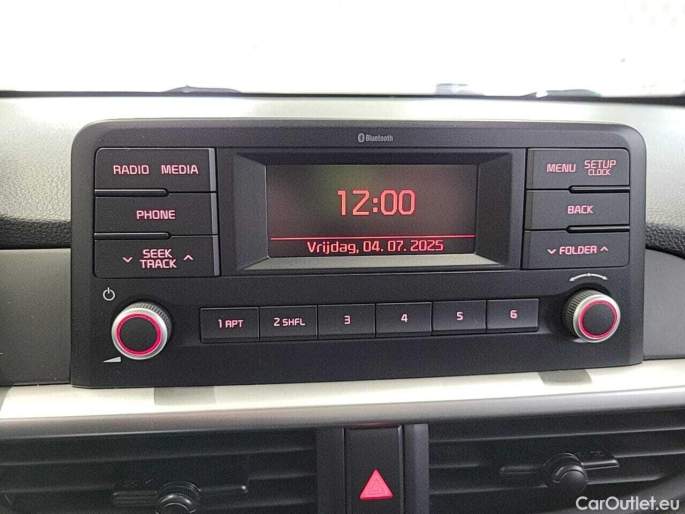 Bluetooth
RADIO MEDIA
PHONE
SEEK
TRACK
12:00
Vrijdag, 04. 07. 2025
MENU SETUP
CLOCK
BACK
FOLDER
1 RPT 2 SHFL 3 4 5 6
CarOutlet.eu